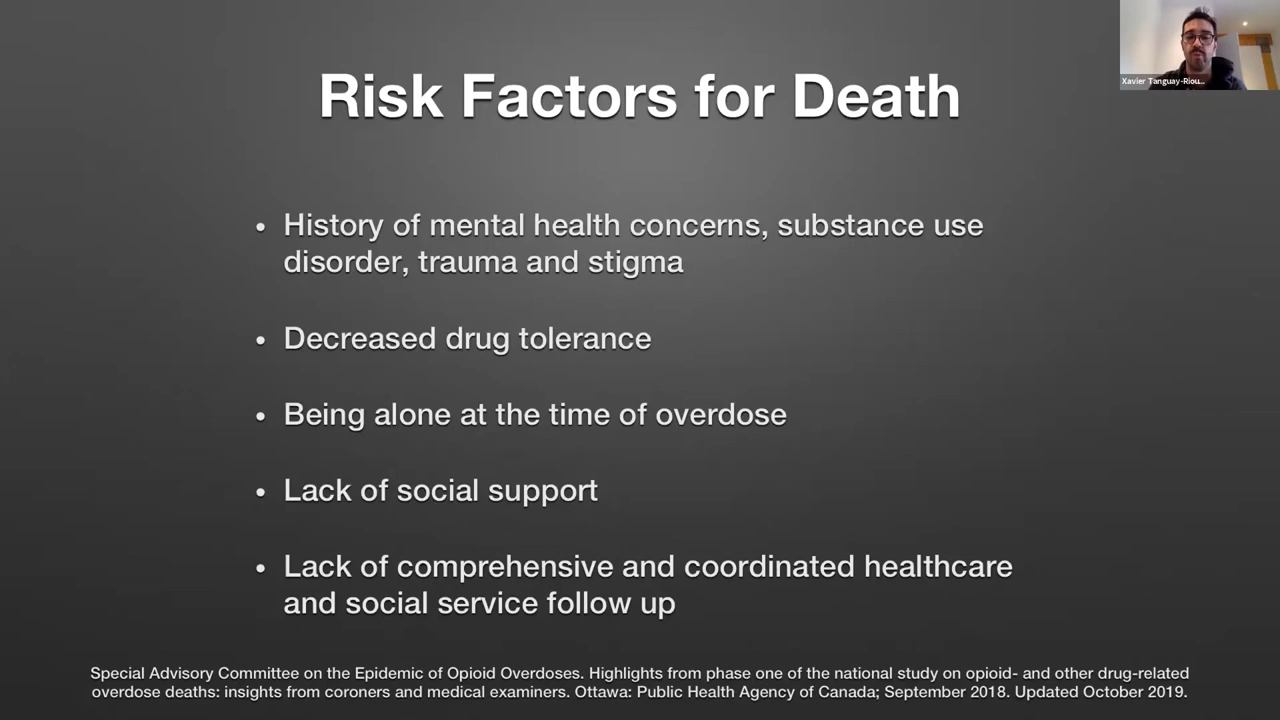 Xavier Tanguay-Riou...
Risk Factors for Death
• History of mental health concerns, substance use
disorder, trauma and stigma
• Decreased drug tolerance
• Being alone at the time of overdose
• Lack of social support
• Lack of comprehensive and coordinated healthcare
and social service follow up
Special Advisory Committee on the Epidemic of Opioid Overdoses. Highlights from phase one of the national study on opioid- and other drug-related
overdose deaths: insights from coroners and medical examiners. Ottawa: Public Health Agency of Canada; September 2018. Updated October 2019.